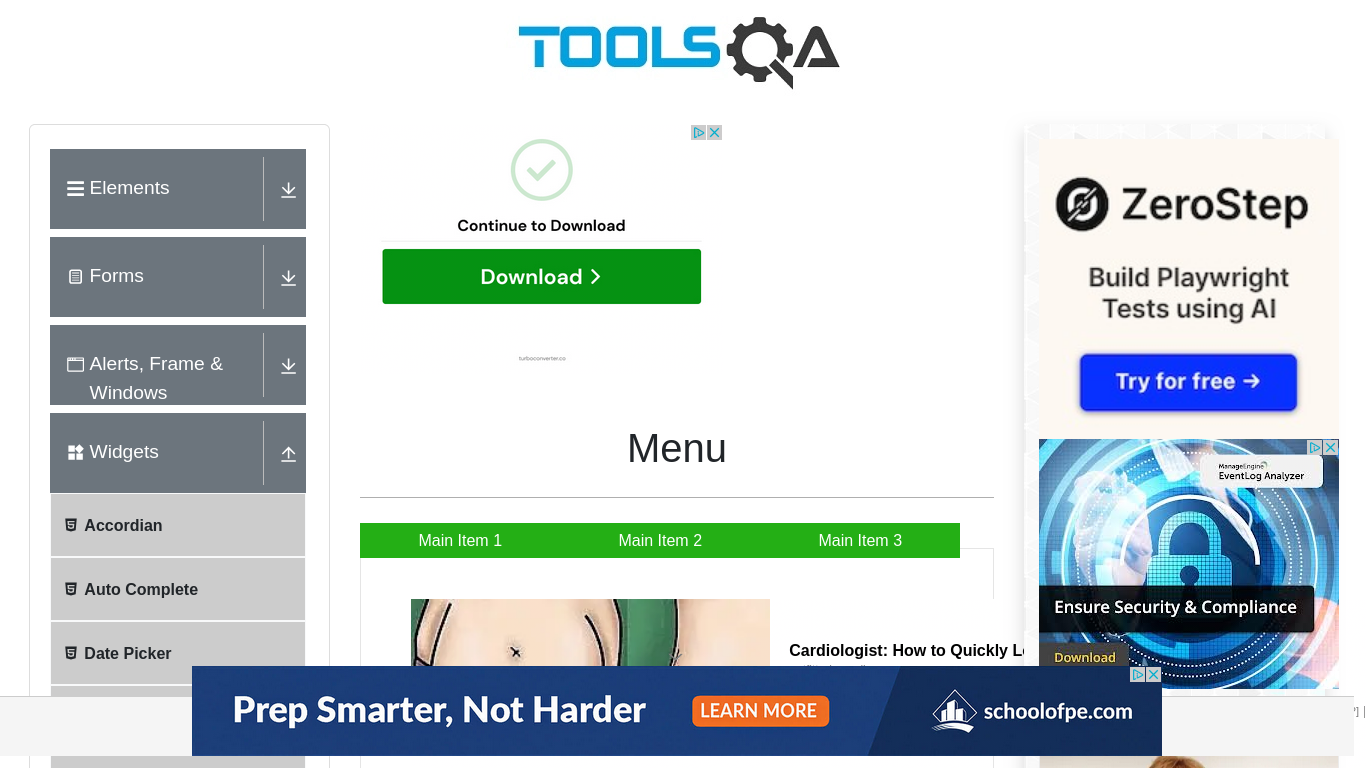 TOOLSQA
Elements
Forms
Alerts, Frame &
Windows
Widgets
Accordian
Auto Complete
Date Picker
Continue to Download
Download
turboconverter.co
Menu
Main Item 1
Main Item 2
Main Item 3
Cardiologist: How to Quickly
ZeroStep
Build Playwright
Tests using AI
Try for free →
ManageEngine
EventLog Analyzer
Ensure Security & Compliance
Download
Prep Smarter, Not Harder
LEARN MORE
schoolofpe.com